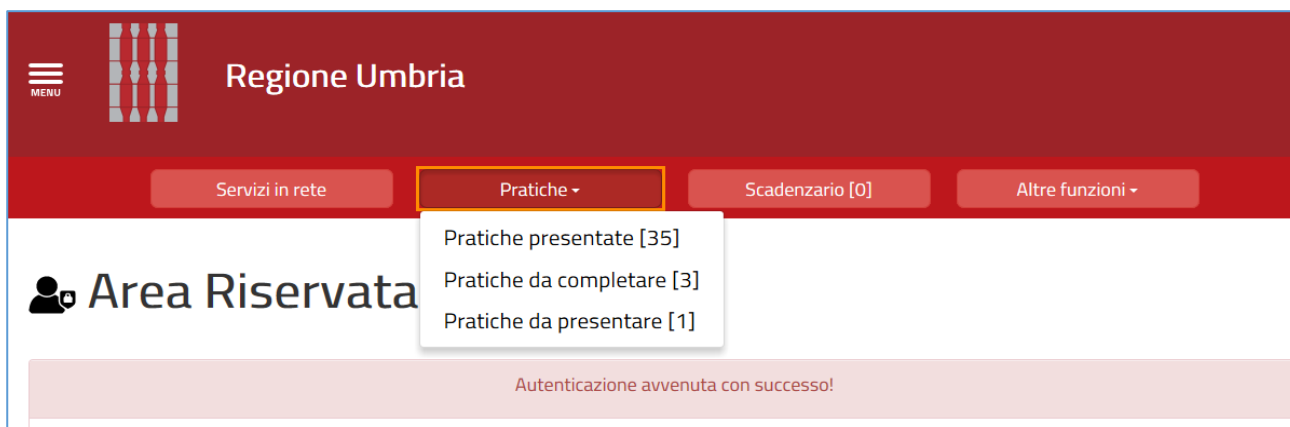 MENU
Regione Umbria
Servizi in rete
Pratiche
Scadenzario [0]
Altre funzioni
Pratiche presentate [35]
Pratiche da completare [3]
Pratiche da presentare [1]
Area Riservata
Autenticazione avvenuta con successo!